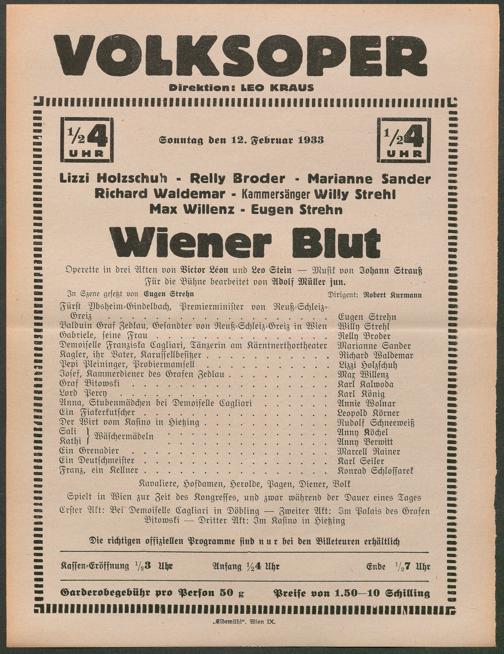 VOLKSOPER
Direktion: LEO KRAUS
1/2 4 UHR
Sonntag den 12. Februar 1933
1/2 4 UHR
Lizzi Holzschuh - Relly Broder - Marianne Sander
Richard Waldemar - Kammersänger Willy Strehl
Max Willenz - Eugen Strehn
Wiener Blut
Operette in drei Akten von Victor Léon und Leo Stein — Musik von Johann Strauß
Für die Bühne bearbeitet von Adolf Müller jun.
In Szene gesetzt von Eugen Strehn Dirigent: Robert Kurmann
Fürst Ybsheim-Gindelbach, Premierminister von Reuß-Schleiz-
Greiz . . . . . Eugen Strehn
Balduin Graf Zedlau, Gesandter von Reuß-Schleiz-Greiz in Wien Willy Strehl
Gabriele, seine Frau . . . . . Relly Broder
Demoiselle Franziska Cagliari, Tänzerin am Kärntnerthortheater Marianne Sander
Kagler, ihr Vater, Karussellbesitzer . . . . . Richard Waldemar
Pepi Pleininger, Probiermamsell . . . . . Lizzi Holzschuh
Josef, Kammerdiener des Grafen Zedlau . . . . . Max Willenz
Graf Bitowski . . . . . Karl Kalwoda
Lord Percy . . . . . Karl König
Anna, Stubenmädchen bei Demoiselle Cagliari . . . . . Annie Wolnar
Ein Fiakerkutscher . . . . . Leopold Körner
Der Wirt vom Kasino in Hietzing . . . . . Rudolf Schneeweiß
Sali } Wäschermädeln . . . . . Anny Köchel
Kathi } Anny Berwitt
Ein Grenadier . . . . . Marcell Rainer
Ein Deutschmeister . . . . . Karl Seiler
Franz, ein Kellner . . . . . Konrad Schlossarek
Kavaliere, Hofdamen, Herolde, Pagen, Diener, Volk
Spielt in Wien zur Zeit des Kongresses, und zwar während der Dauer eines Tages
Erster Akt: Bei Demoiselle Cagliari in Döbling — Zweiter Akt: Im Palais des Grafen
Bitowski — Dritter Akt: Im Kasino in Hietzing
Die richtigen offiziellen Programme sind nur bei den Billeteuren erhältlich
Kassen-Eröffnung 1/2 3 Uhr Anfang 1/2 4 Uhr Ende 1/2 7 Uhr
Garderobegebühr pro Person 50 g Preise von 1.50—10 Schilling
„Eldemühl“, Wien IX.